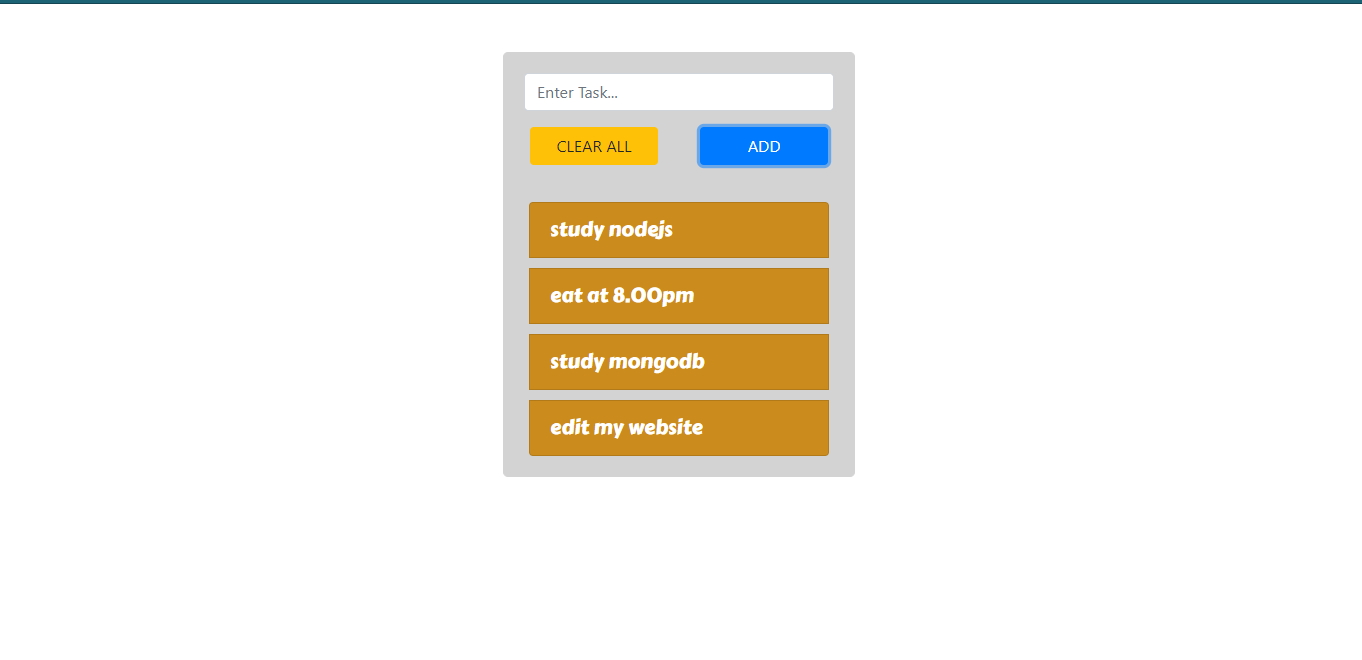 Enter Task...
CLEAR ALL
ADD
study nodejs
eat at 8.00pm
study mongodb
edit my website